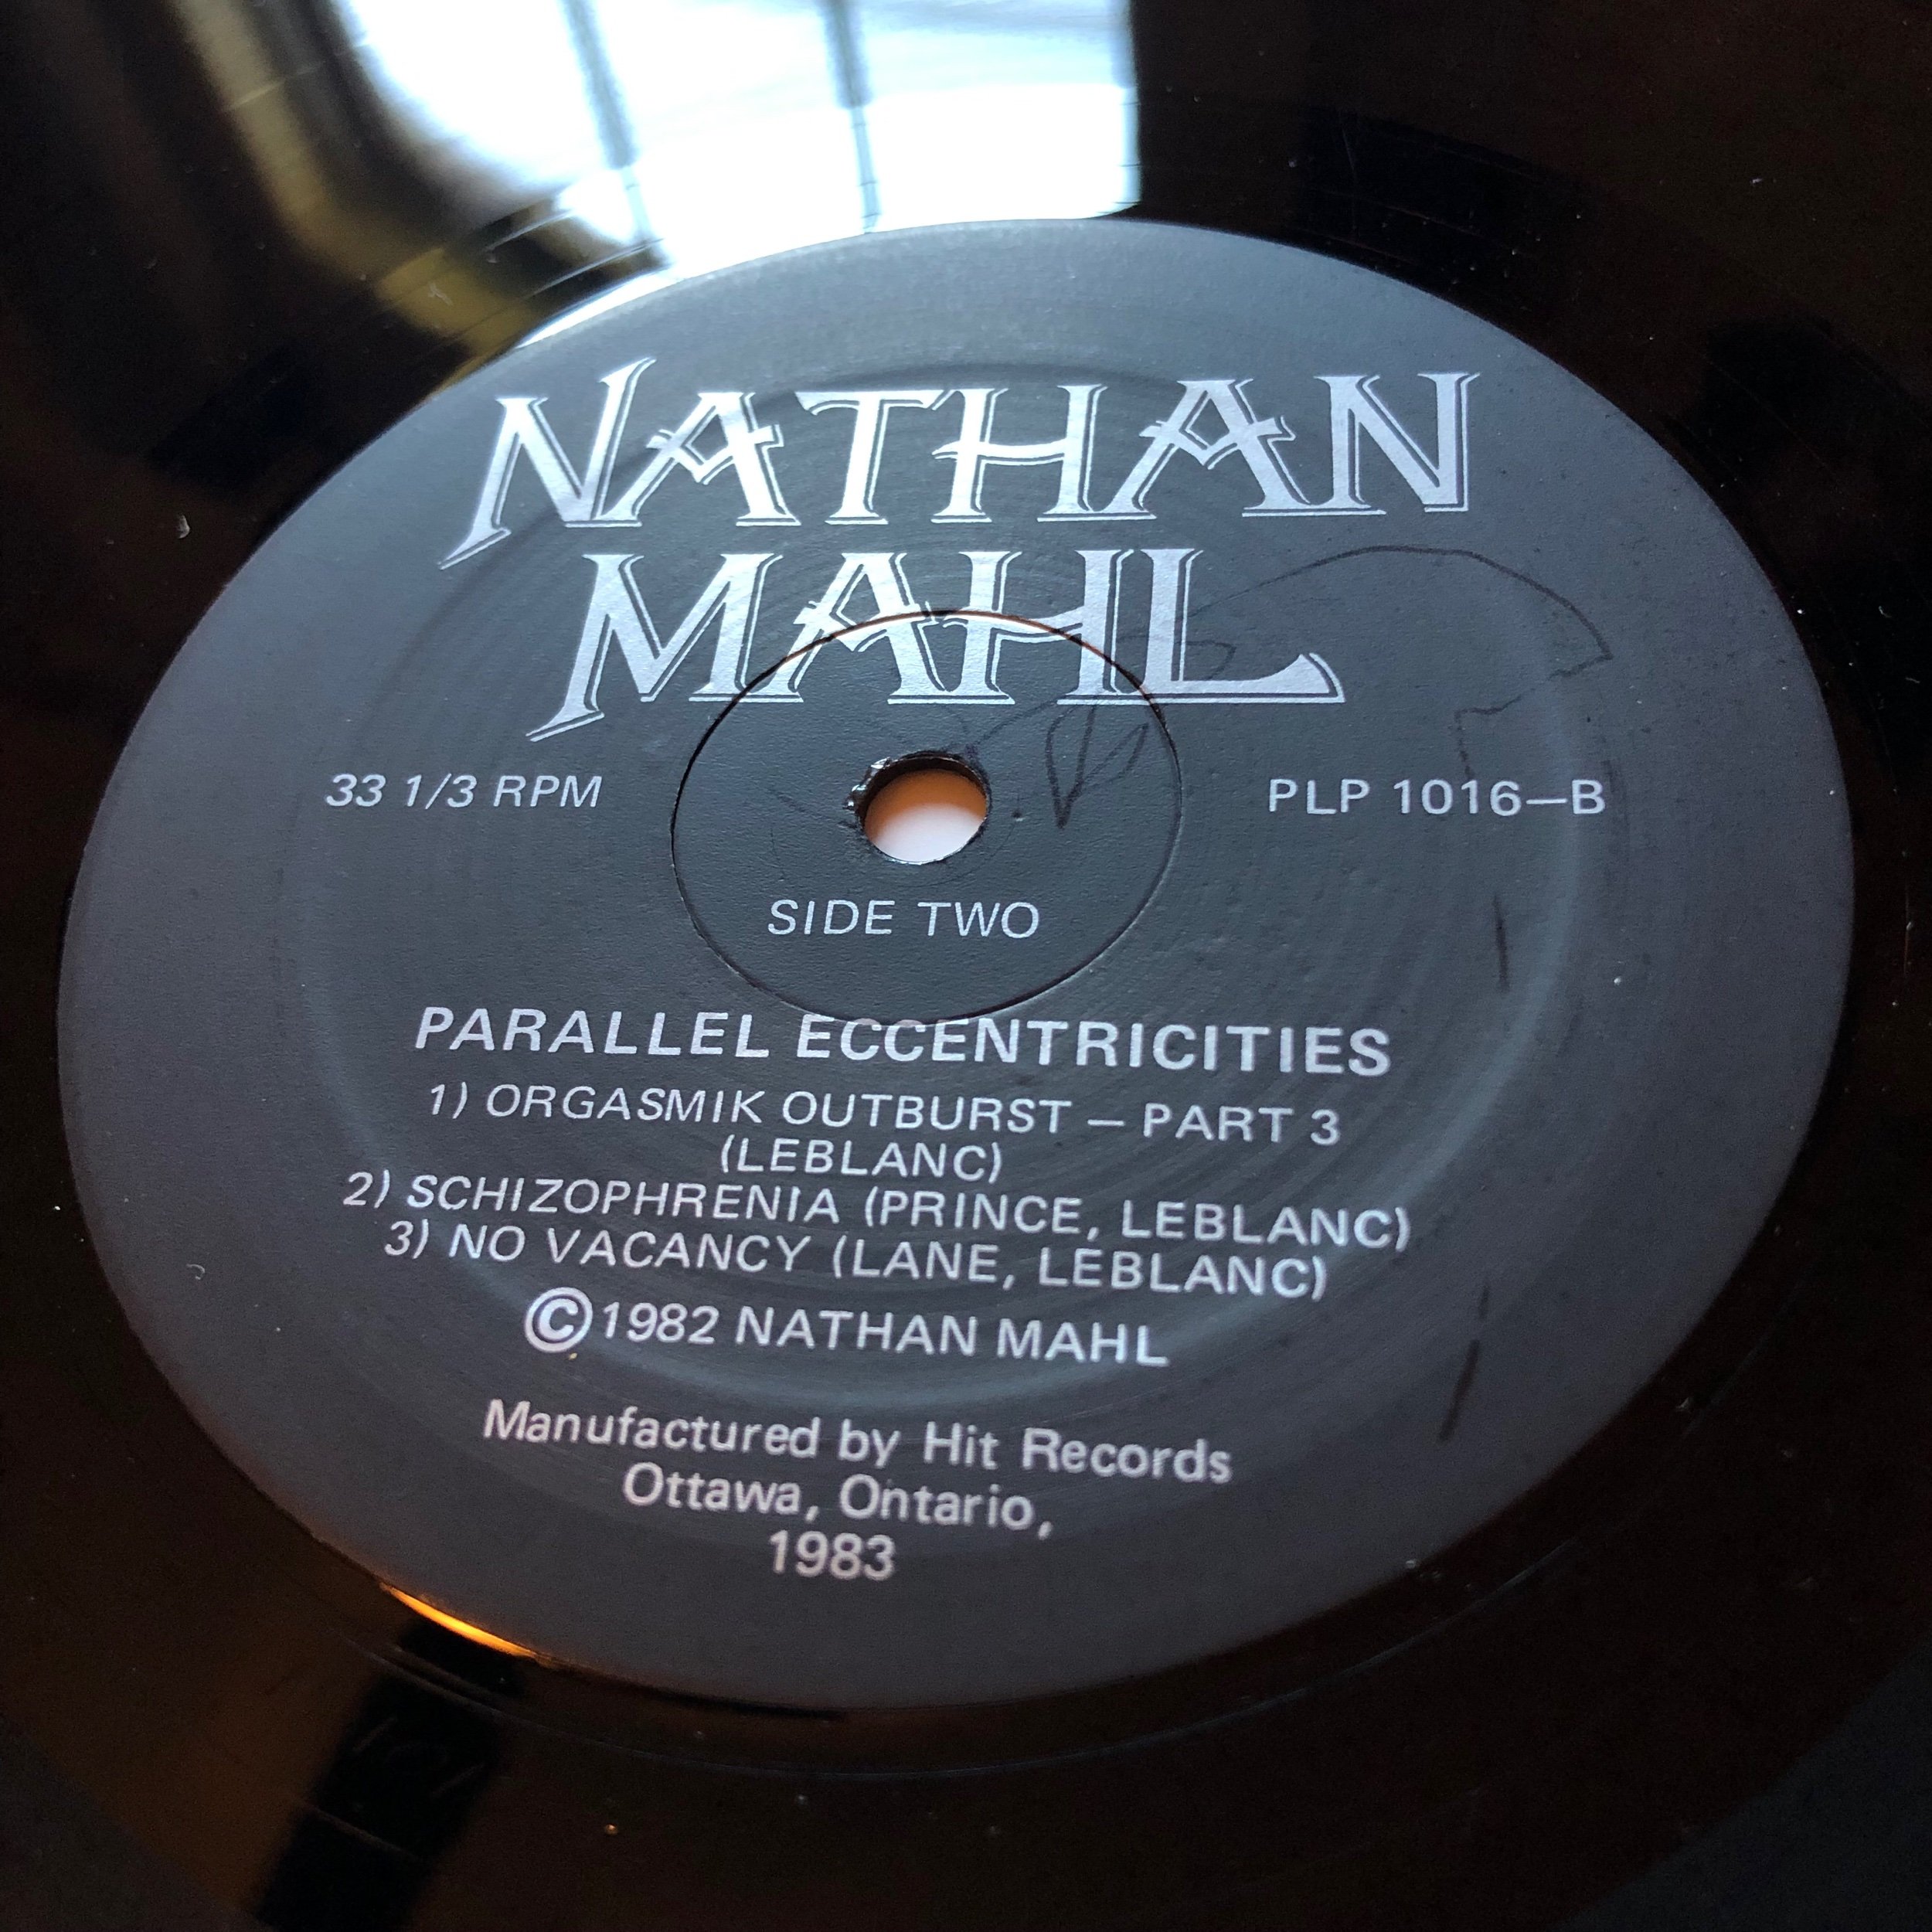 NATHAN
MAHL
33 1/3 RPM
PLP 1016—B
SIDE TWO
PARALLEL ECCENTRICITIES
1) ORGASMIK OUTBURST — PART 3
(LEBLANC)
2) SCHIZOPHRENIA (PRINCE, LEBLANC)
3) NO VACANCY (LANE, LEBLANC)
©1982 NATHAN MAHL
Manufactured by Hit Records
Ottawa, Ontario,
1983